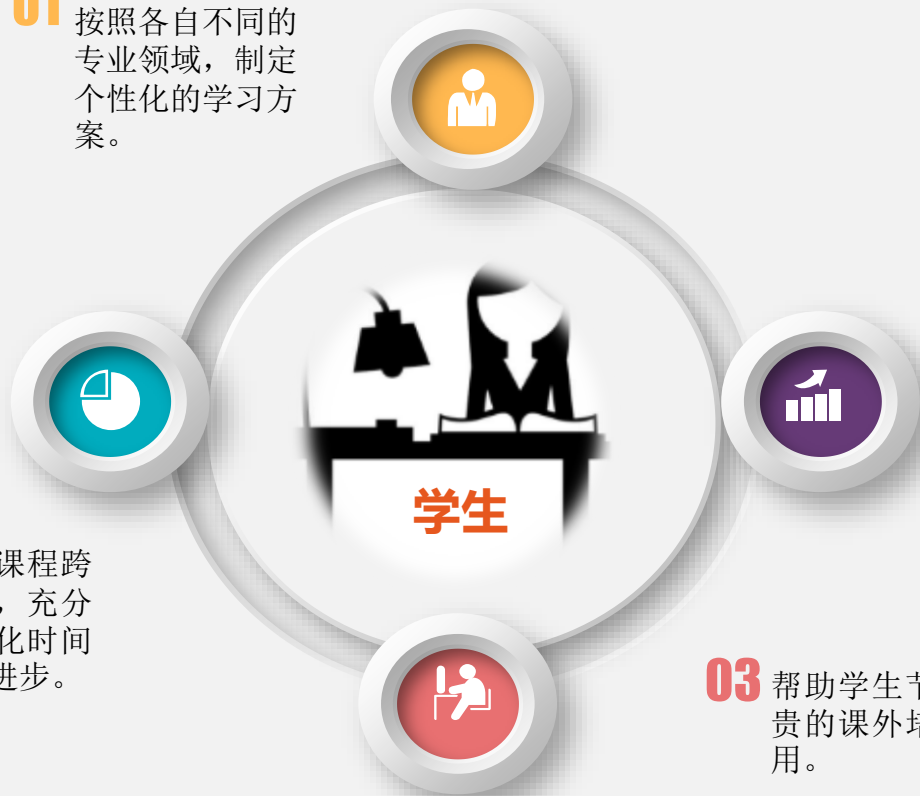 01
按照各自不同的
专业领域，制定
个性化的学习方
案。
学生
课程跨
，充分
化时间
进步。
03 帮助学生节
贵的课外培
用。